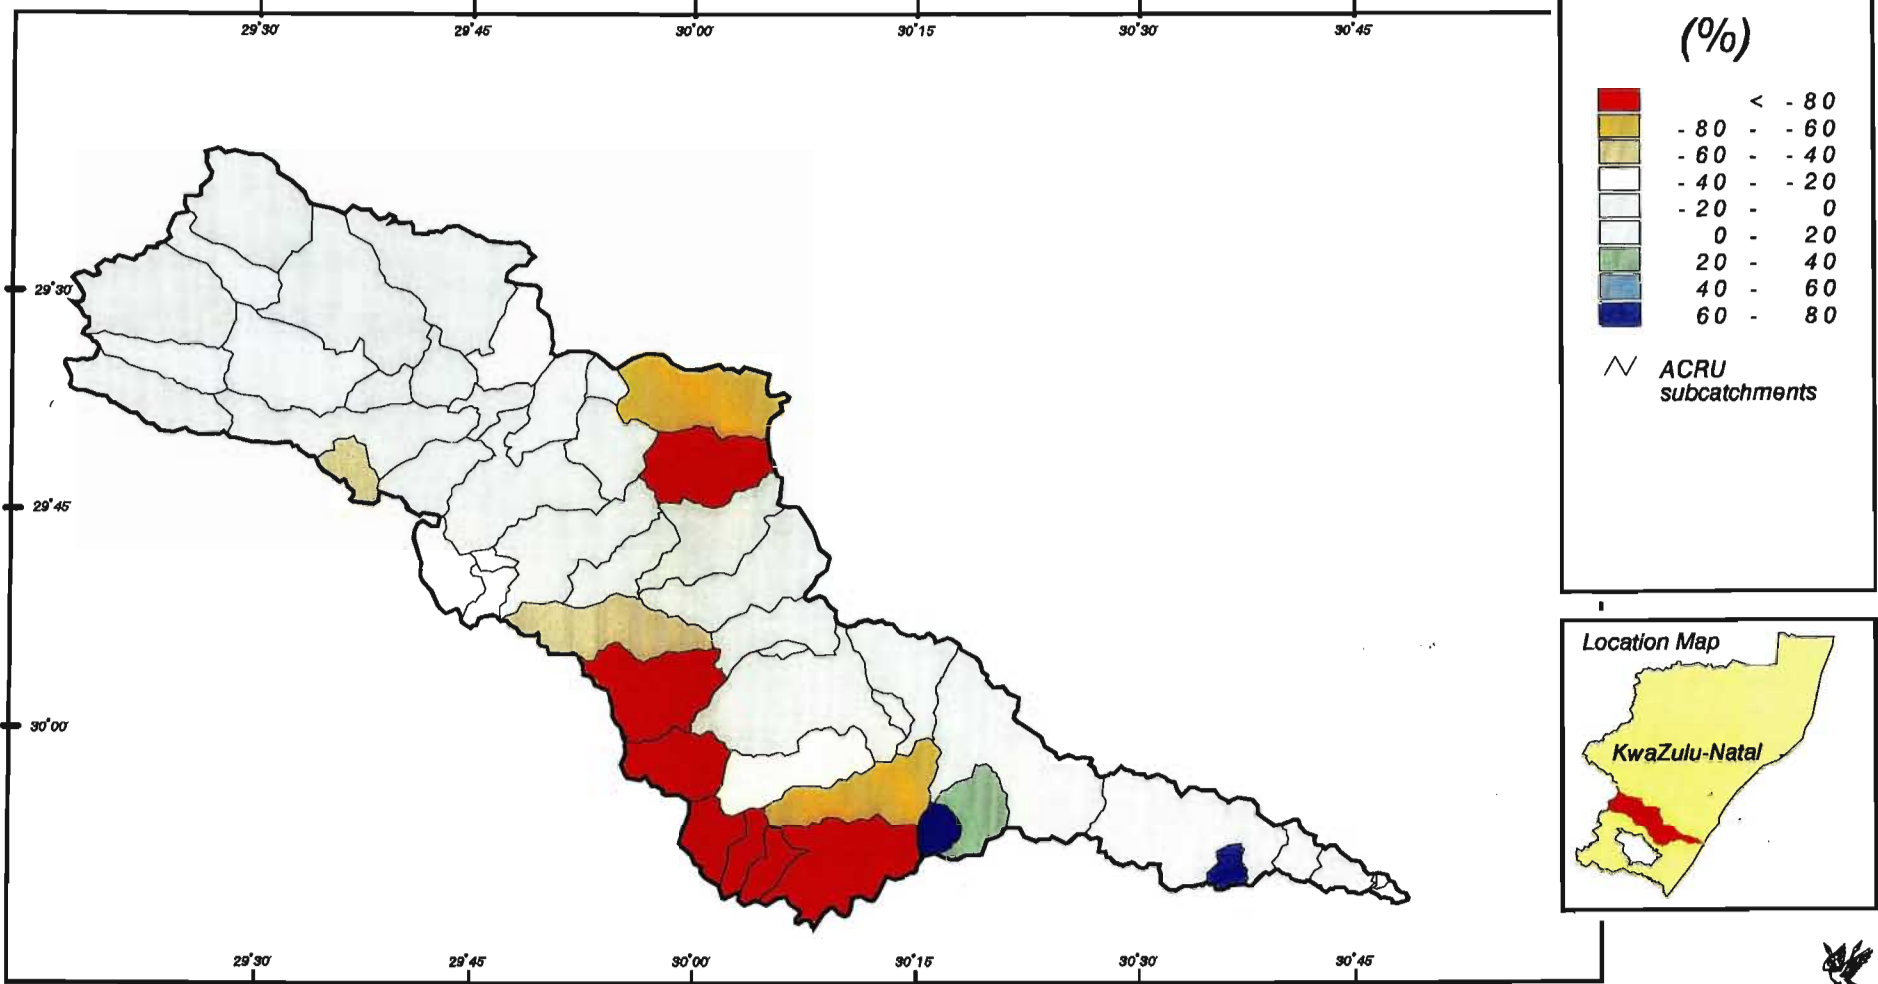 29°30'
29°45'
30°00'
30°15'
30°30'
30°45'
29°30'
29°45'
30°00'
29°30'
29°45'
30°00'
30°15'
30°30'
30°45'
(%)
< - 80
- 80 - - 60
- 60 - - 40
- 40 - - 20
- 20 - 0
0 - 20
20 - 40
40 - 60
60 - 80
ACRU
subcatchments
Location Map
KwaZulu-Natal